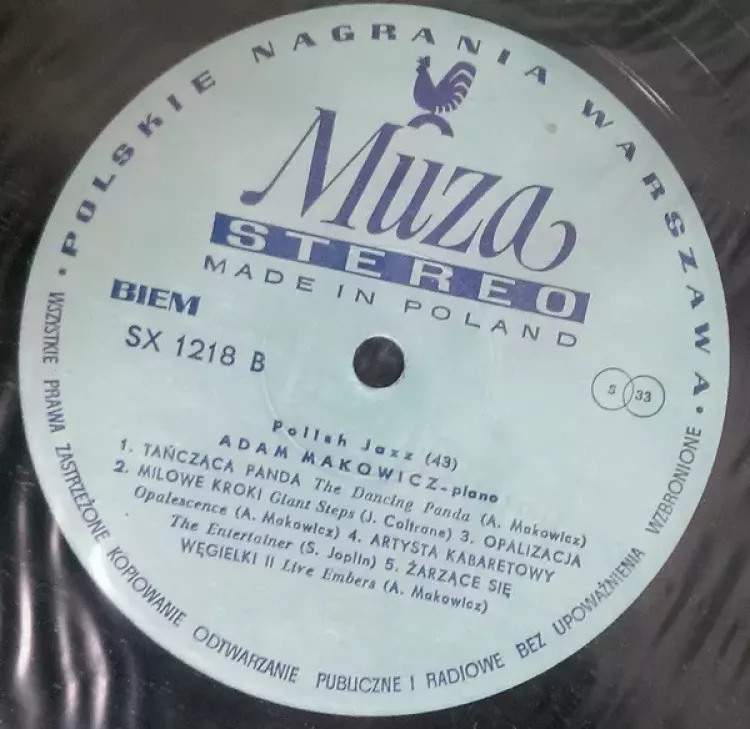 • POLSKIE NAGRANIA WARSZAWA •
Muza
STEREO
MADE IN POLAND
BIEM
SX 1218 B
S 33
Polish Jazz (43)
ADAM MAKOWICZ-piano
1. TAŃCZĄCA PANDA The Dancing Panda (A. Makowicz)
2. MILOWE KROKI Giant Steps (J. Coltrane) 3. OPALIZACJA
Opalescence (A. Makowicz) 4. ARTYSTA KABARETOWY
The Entertainer (S. Joplin) 5. ŻARZĄCE SIĘ
WĘGIELKI II Live Embers (A. Makowicz)
WSZYSTKIE PRAWA ZASTRZEŻONE KOPIOWANIE ODTWARZANIE PUBLICZNE I RADIOWE BEZ UPOWAŻNIENIA WZBRONIONE